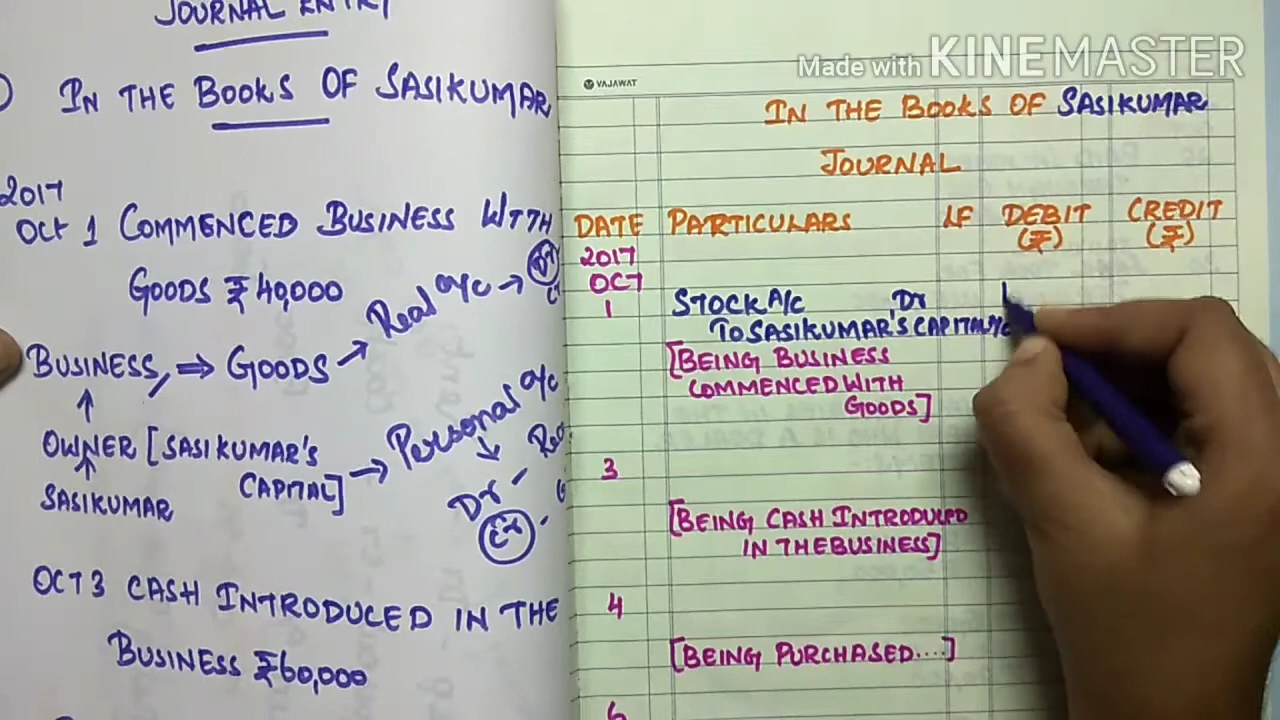 JOURNAL ENTRY
IN THE BOOKS OF SASIKUMAR
2017
Oct 1 COMMENCED BUSINESS WITH
GOODS ₹40,000
Real a/c → Dr
BUSINESS, ⇒ GOODS
Personal a/c
OWNER [SASIKUMAR'S
CAPITAL]
SASIKUMAR
Dr -
Cr
OCT 3 CASH INTRODUCED IN THE
BUSINESS ₹60,000
Made with KINEMASTER
VAJAWAT
IN THE BOOKS OF SASIKUMAR
JOURNAL
DATE PARTICULARS LF DEBIT CREDIT
(₹) (₹)
2017
OCT
1 STOCK A/c Dr
TO SASIKUMAR'S CAPITAL A/c
[BEING BUSINESS
COMMENCED WITH
GOODS]
3
[BEING CASH INTRODUCED
IN THE BUSINESS]
4
[BEING PURCHASED....]
6